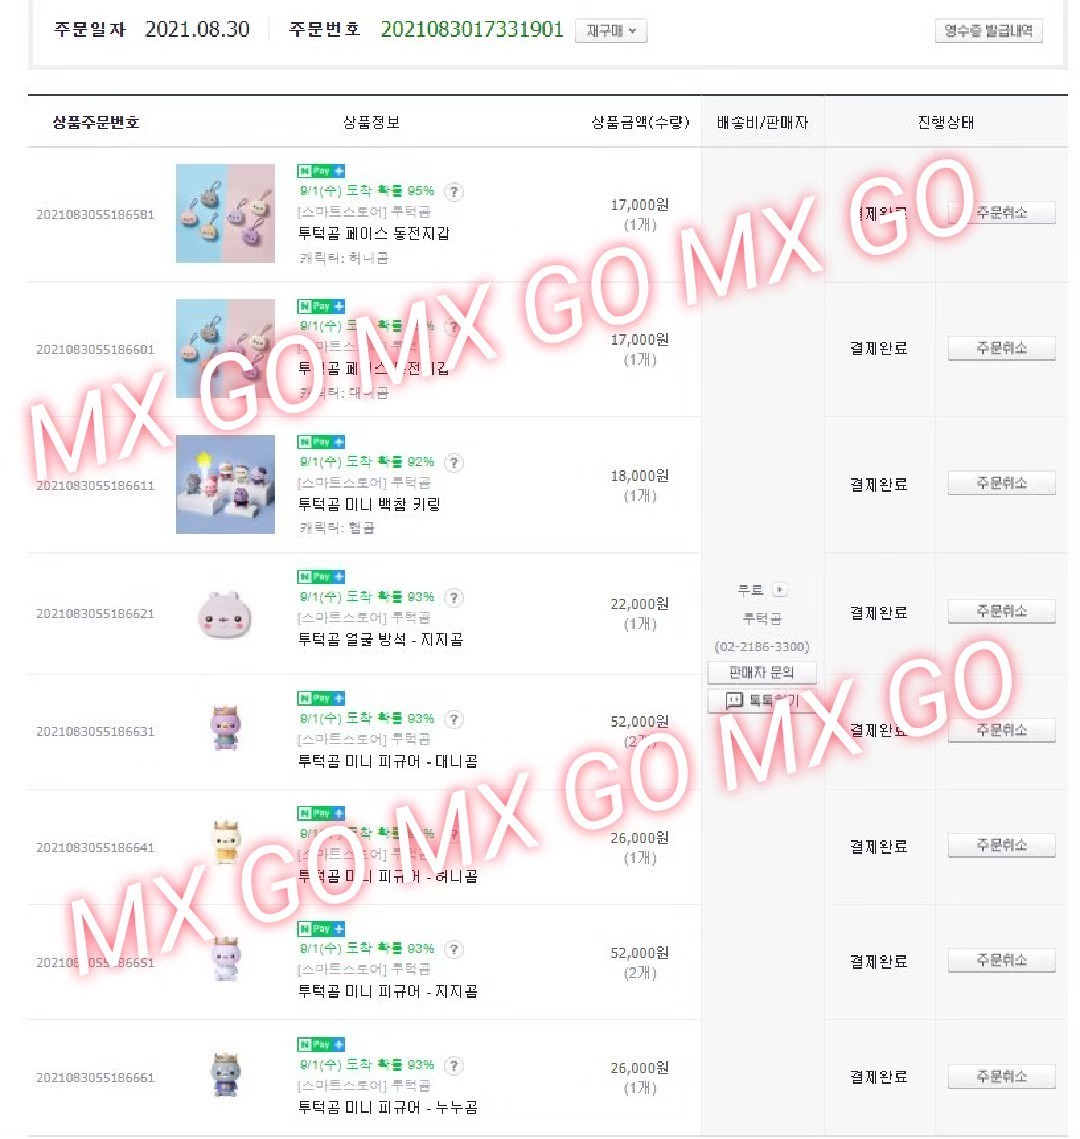 주문일자 2021.08.30 주문번호 2021083017331901 재구매 영수증 발급내역
상품주문번호 상품정보 상품금액(수량) 배송비/판매자 진행상태
N Pay +
9/1(수) 도착 확률 95% ?
2021083055186581 [스마트스토어] 투턱곰 17,000원 결제완료 주문취소
투턱곰 페이스 동전지갑 (1개)
캐릭터: 허니곰
N Pay +
9/1(수) 도착 확률 ?
2021083055186601 [스마트스토어] 17,000원 결제완료 주문취소
투턱곰 페이스 동전지갑 (1개)
캐릭터: 대니곰
MX GO MX GO MX GO
N Pay +
9/1(수) 도착 확률 92% ?
2021083055186611 [스마트스토어] 투턱곰 18,000원 결제완료 주문취소
투턱곰 미니 백참 키링 (1개)
캐릭터: 햄곰
N Pay +
9/1(수) 도착 확률 93% ?
2021083055186621 [스마트스토어] 투턱곰 22,000원 결제완료 주문취소
투턱곰 얼굴 방석 - 지지곰 (1개)
무료
투턱곰
(02-2186-3300)
판매자 문의
톡톡하기
N Pay +
9/1(수) 도착 확률 93% ?
2021083055186631 [스마트스토어] 투턱곰 52,000원 결제완료 주문취소
투턱곰 미니 피규어 - 대니곰 (2개)
N Pay +
9/1(수) 도착 확률 ?
2021083055186641 [스마트스토어] 투턱곰 26,000원 결제완료 주문취소
투턱곰 미니 피규어 - 허니곰 (1개)
MX GO MX GO MX GO
N Pay +
9/1(수) 도착 확률 93% ?
2021083055186651 [스마트스토어] 투턱곰 52,000원 결제완료 주문취소
투턱곰 미니 피규어 - 지지곰 (2개)
N Pay +
9/1(수) 도착 확률 93% ?
2021083055186661 [스마트스토어] 투턱곰 26,000원 결제완료 주문취소
투턱곰 미니 피규어 - 누누곰 (1개)